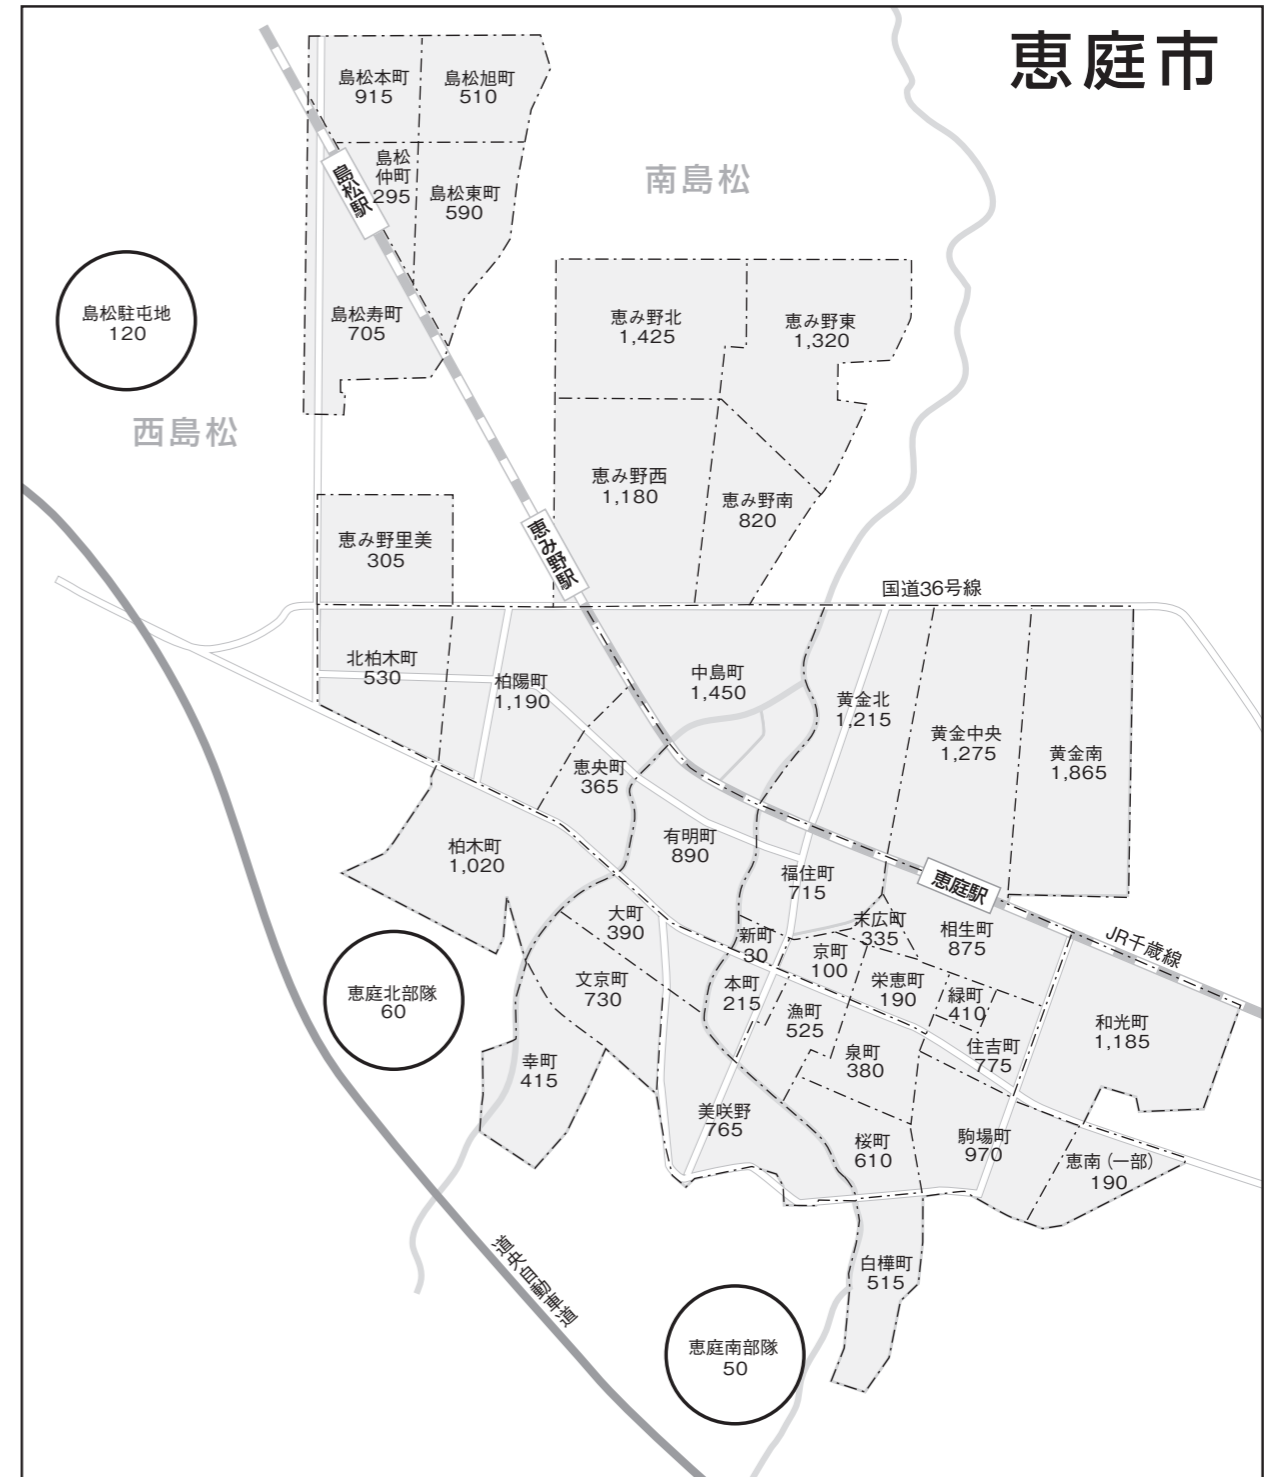 恵庭市
島松本町
915
島松旭町
510
島松
仲町
295
島松東町
590
島松駅
南島松
島松駐屯地
120
島松寿町
705
恵み野北
1,425
恵み野東
1,320
西島松
恵み野西
1,180
恵み野南
820
恵み野里美
305
恵み野駅
国道36号線
北柏木町
530
柏陽町
1,190
中島町
1,450
黄金北
1,215
黄金中央
1,275
黄金南
1,865
恵央町
365
柏木町
1,020
有明町
890
福住町
715
恵庭駅
大町
390
新町
30
末広町
335
相生町
875
JR千歳線
京町
100
恵庭北部隊
60
文京町
730
本町
215
栄恵町
190
緑町
410
漁町
525
和光町
1,185
住吉町
775
泉町
380
幸町
415
美咲野
765
桜町
610
駒場町
970
恵南（一部）
190
道央自動車道
白樺町
515
恵庭南部隊
50